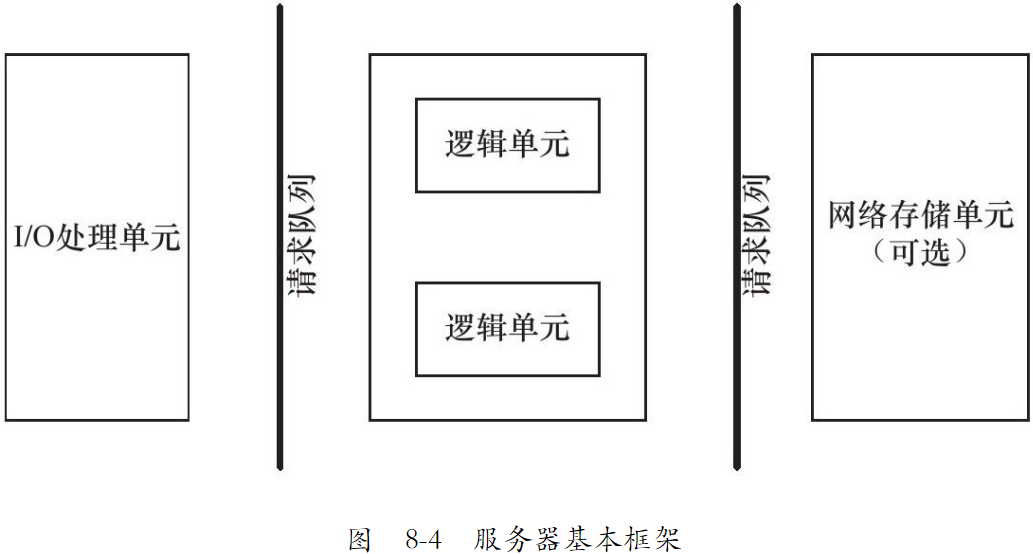 I/O处理单元
请求队列
逻辑单元
逻辑单元
请求队列
网络存储单元
（可选）
图 8-4 服务器基本框架